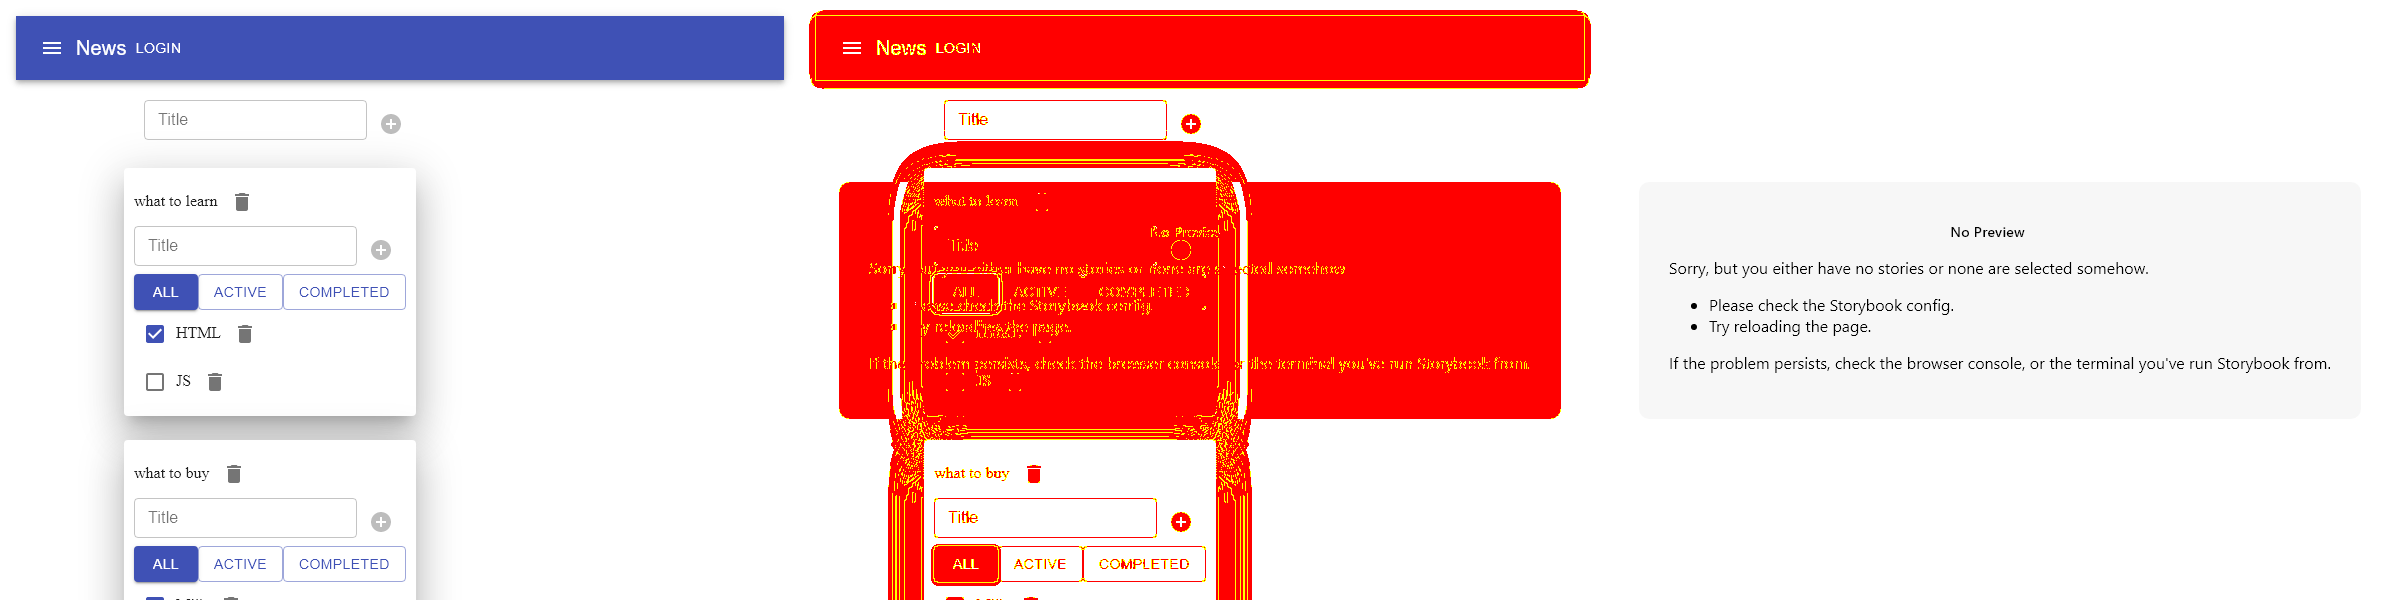 News LOGIN
Title
what to learn
Title
ALL ACTIVE COMPLETED
HTML
JS
what to buy
Title
ALL ACTIVE COMPLETED
News LOGIN
Title
what to learn
No Preview
Title
Sorry, but you either have no stories or none are selected somehow.
ALL ACTIVE COMPLETED
check the Storybook config.
reloading the page.
If the problem persists, check the browser console, or the terminal you've run Storybook from.
JS
what to buy
Title
ALL ACTIVE COMPLETED
No Preview
Sorry, but you either have no stories or none are selected somehow.
• Please check the Storybook config.
• Try reloading the page.
If the problem persists, check the browser console, or the terminal you've run Storybook from.